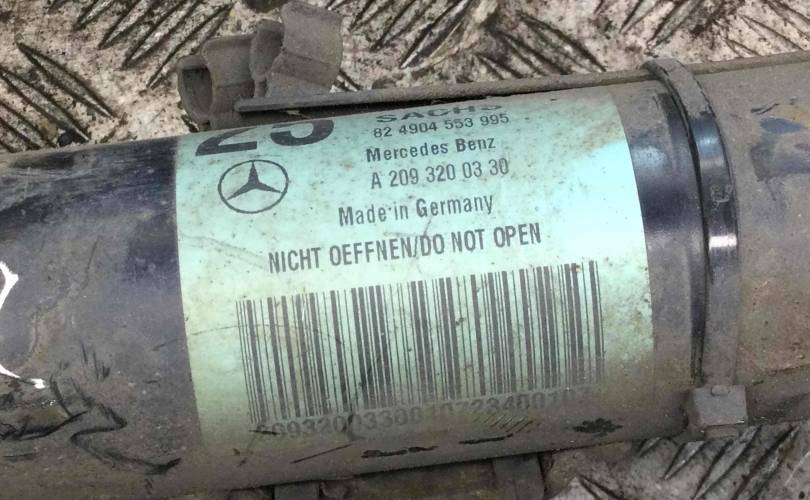 SACHS
82 4904 553 995
Mercedes Benz
A 209 320 03 30
Made in Germany
NICHT OEFFNEN/DO NOT OPEN